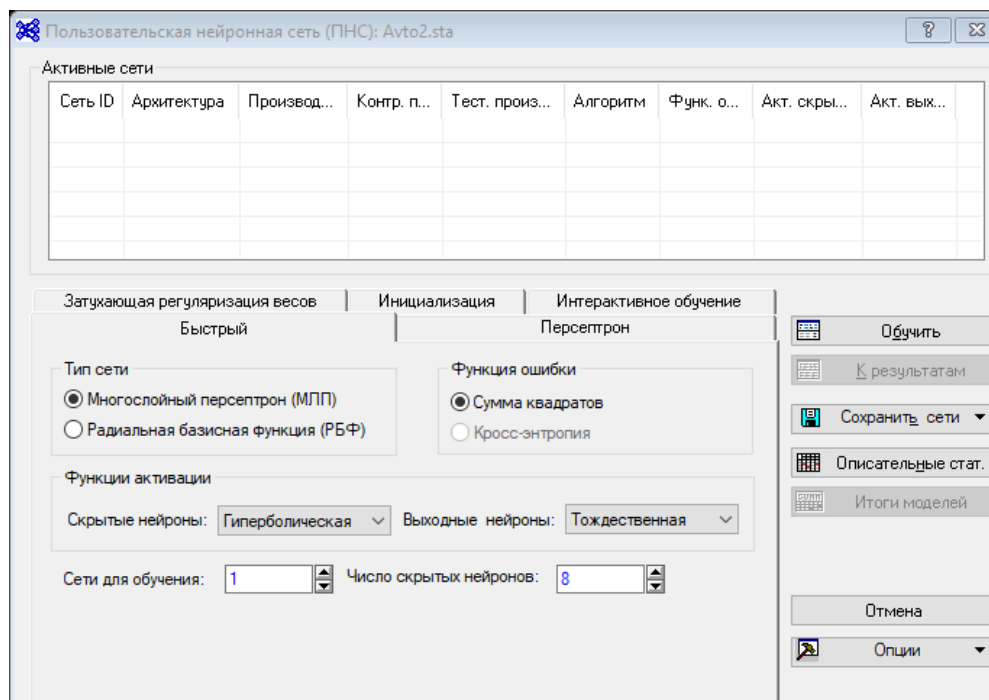 Пользовательская нейронная сеть (ПНС): Avto2.sta
Активные сети
Сеть ID Архитектура Производ... Контр. п... Тест. произ... Алгоритм Функ. о... Акт. скры... Акт. вых...
Затухающая регуляризация весов Инициализация Интерактивное обучение
Быстрый Персептрон
Тип сети
Многослойный персептрон (МЛП)
Радиальная базисная функция (РБФ)
Функция ошибки
Сумма квадратов
Кросс-энтропия
Функции активации
Скрытые нейроны: Гиперболическая Выходные нейроны: Тождественная
Сети для обучения: 1 Число скрытых нейронов: 8
Обучить
К результатам
Сохранить сети
Описательные стат.
Итоги моделей
Отмена
Опции